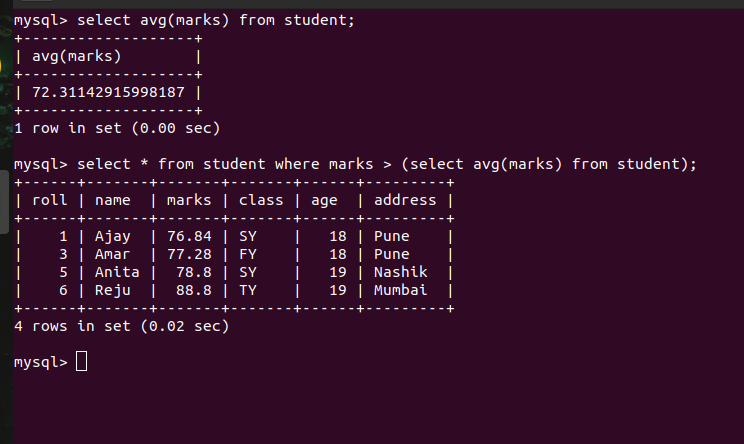 mysql> select avg(marks) from student;
+-------------------+
| avg(marks)        |
+-------------------+
| 72.31142915998187 |
+-------------------+
1 row in set (0.00 sec)

mysql> select * from student where marks > (select avg(marks) from student);
+------+-------+-------+-------+------+---------+
| roll | name  | marks | class | age  | address |
+------+-------+-------+-------+------+---------+
|    1 | Ajay  | 76.84 | SY    |   18 | Pune    |
|    3 | Amar  | 77.28 | FY    |   18 | Pune    |
|    5 | Anita |  78.8 | SY    |   19 | Nashik  |
|    6 | Reju  |  88.8 | TY    |   19 | Mumbai  |
+------+-------+-------+-------+------+---------+
4 rows in set (0.02 sec)

mysql>